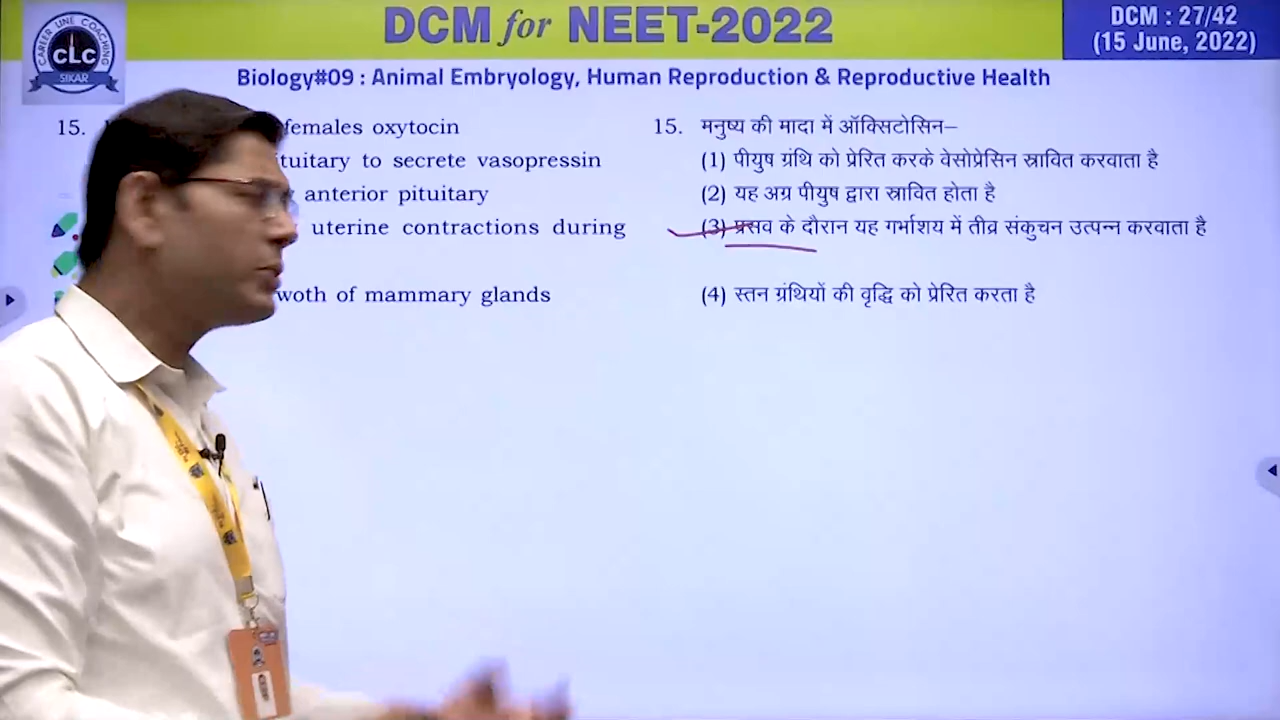 DCM for NEET-2022
DCM : 27/42
(15 June, 2022)
CAREER LINE COACHING
CLC
SIKAR
Biology#09 : Animal Embryology, Human Reproduction & Reproductive Health
15. females oxytocin
tuitary to secrete vasopressin
anterior pituitary
uterine contractions during
woth of mammary glands
15. मनुष्य की मादा में ऑक्सिटोसिन–
(1) पीयुष ग्रंथि को प्रेरित करके वेसोप्रेसिन स्रावित करवाता है
(2) यह अग्र पीयुष द्वारा स्रावित होता है
(3) प्रसव के दौरान यह गर्भाशय में तीव्र संकुचन उत्पन्न करवाता है
(4) स्तन ग्रंथियों की वृद्धि को प्रेरित करता है